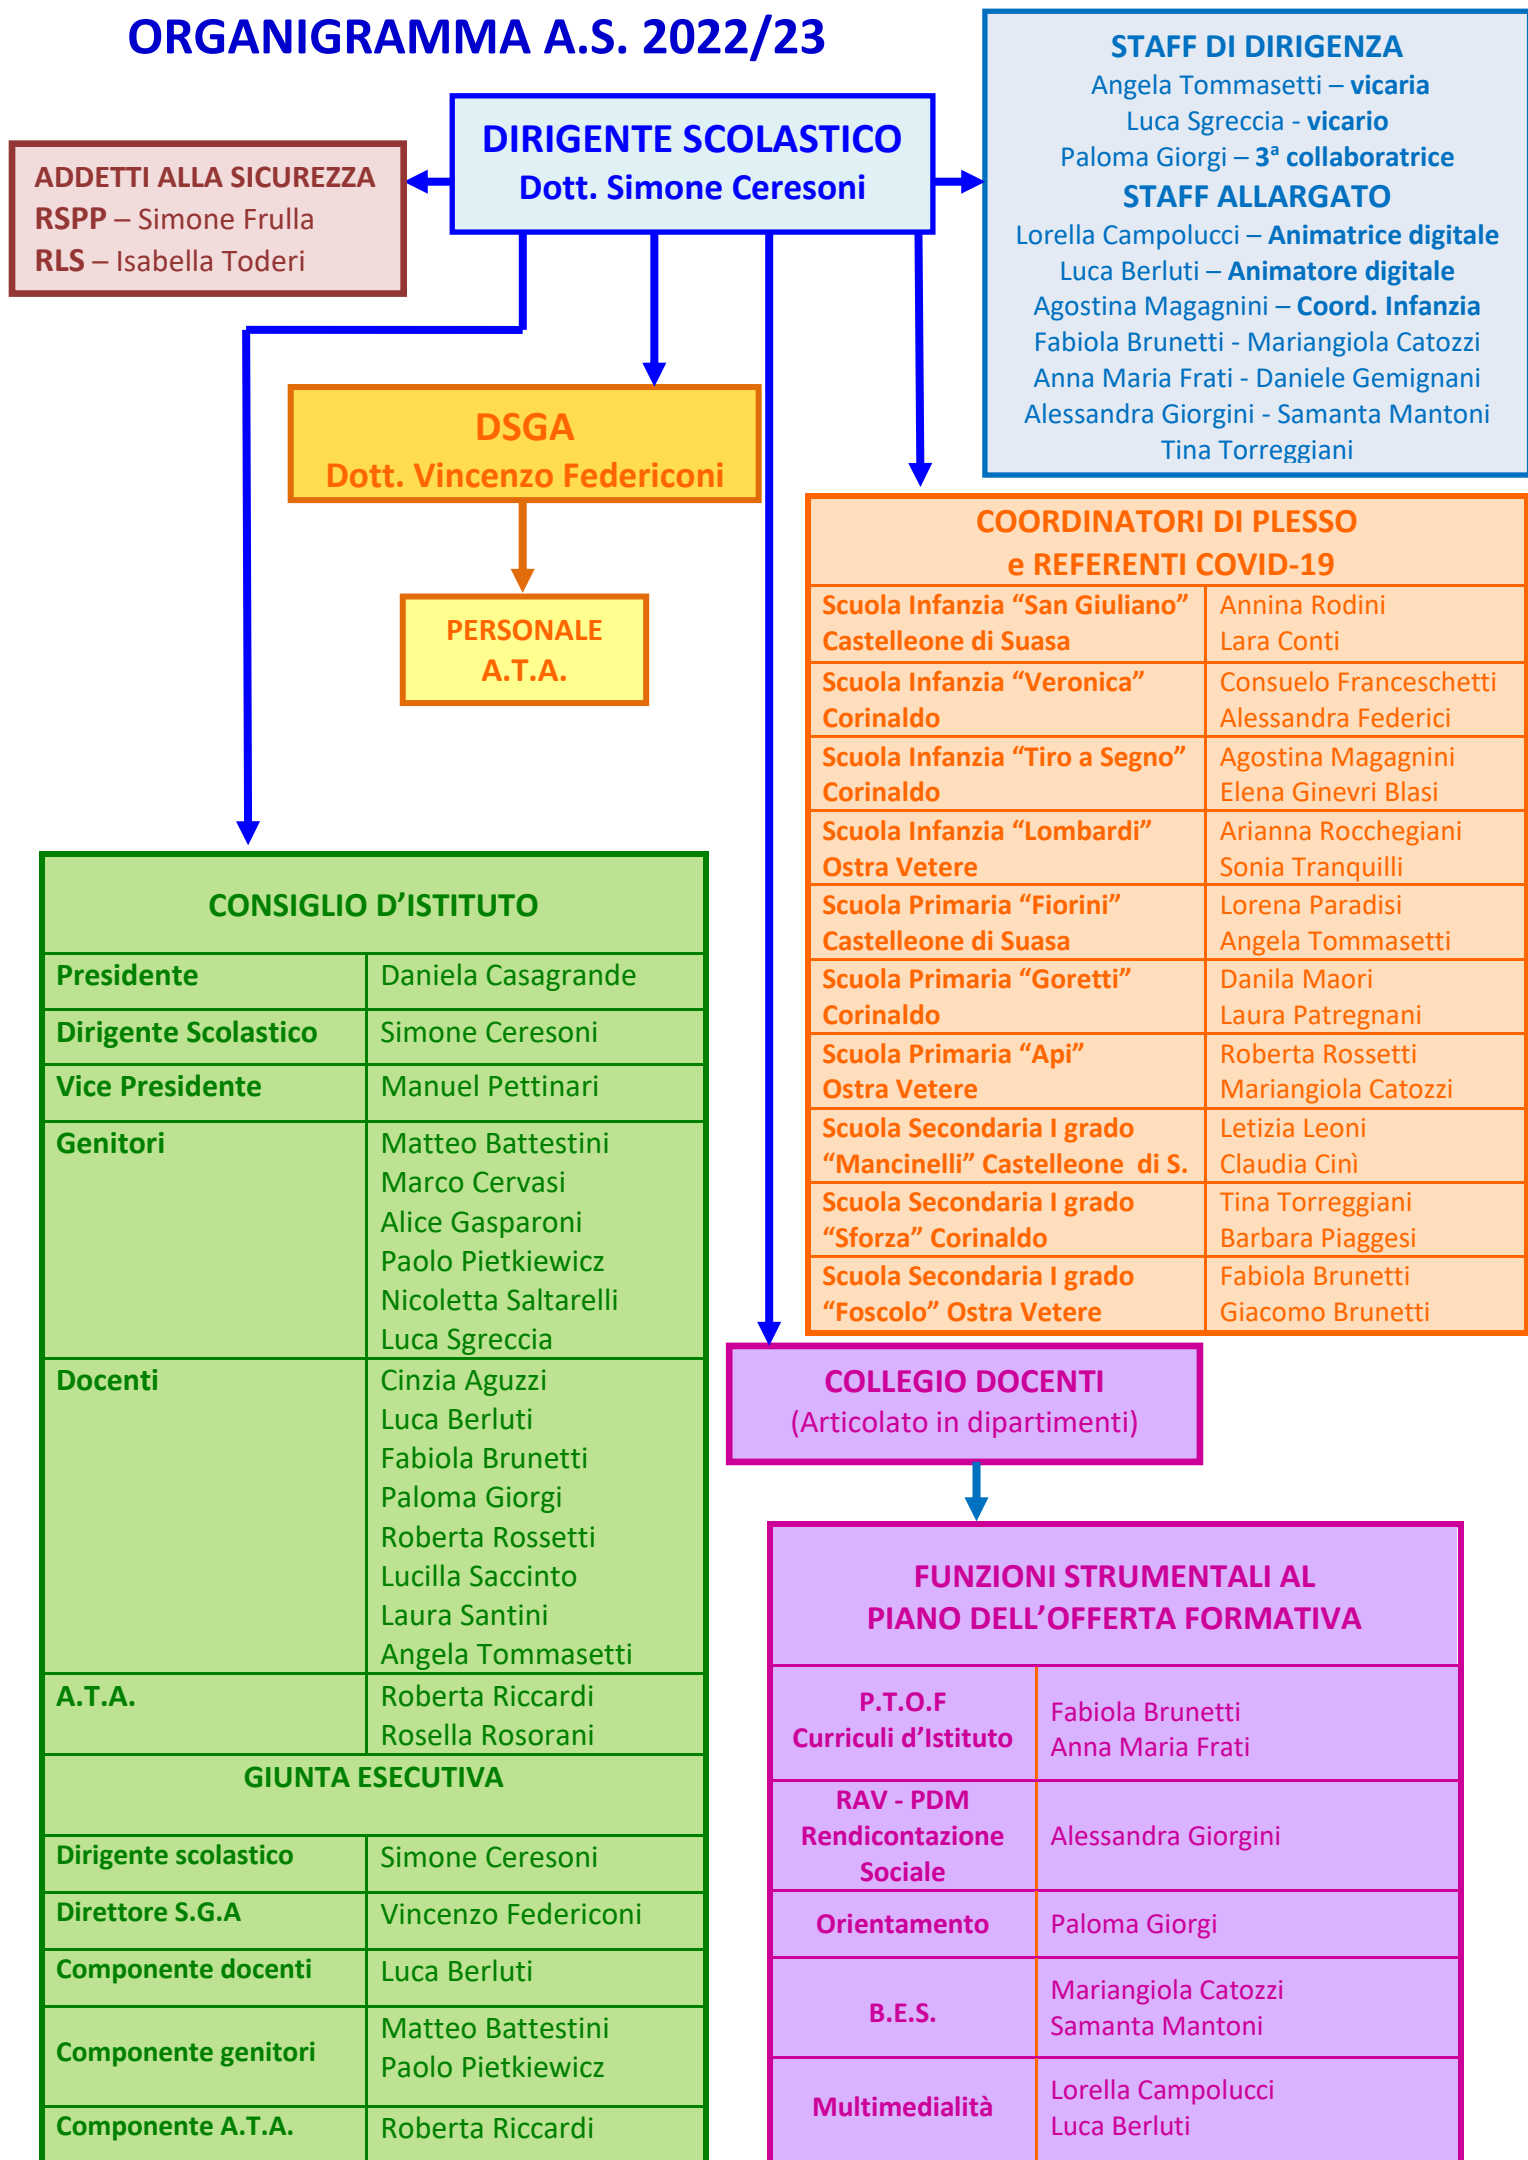 ORGANIGRAMMA A.S. 2022/23
STAFF DI DIRIGENZA
Angela Tommasetti – vicaria
Luca Sgreccia - vicario
Paloma Giorgi – 3ª collaboratrice
STAFF ALLARGATO
Lorella Campolucci – Animatrice digitale
Luca Berluti – Animatore digitale
Agostina Magagnini – Coord. Infanzia
Fabiola Brunetti - Mariangiola Catozzi
Anna Maria Frati - Daniele Gemignani
Alessandra Giorgini - Samanta Mantoni
Tina Torreggiani
DIRIGENTE SCOLASTICO
Dott. Simone Ceresoni
ADDETTI ALLA SICUREZZA
RSPP – Simone Frulla
RLS – Isabella Toderi
DSGA
Dott. Vincenzo Federiconi
PERSONALE
A.T.A.
COORDINATORI DI PLESSO
e REFERENTI COVID-19
Scuola Infanzia “San Giuliano” Annina Rodini
Castelleone di Suasa Lara Conti
Scuola Infanzia “Veronica” Consuelo Franceschetti
Corinaldo Alessandra Federici
Scuola Infanzia “Tiro a Segno” Agostina Magagnini
Corinaldo Elena Ginevri Blasi
Scuola Infanzia “Lombardi” Arianna Rocchegiani
Ostra Vetere Sonia Tranquilli
Scuola Primaria “Fiorini” Lorena Paradisi
Castelleone di Suasa Angela Tommasetti
Scuola Primaria “Goretti” Danila Maori
Corinaldo Laura Patregnani
Scuola Primaria “Api” Roberta Rossetti
Ostra Vetere Mariangiola Catozzi
Scuola Secondaria I grado Letizia Leoni
“Mancinelli” Castelleone di S. Claudia Cinì
Scuola Secondaria I grado Tina Torreggiani
“Sforza” Corinaldo Barbara Piaggesi
Scuola Secondaria I grado Fabiola Brunetti
“Foscolo” Ostra Vetere Giacomo Brunetti
CONSIGLIO D’ISTITUTO
Presidente Daniela Casagrande
Dirigente Scolastico Simone Ceresoni
Vice Presidente Manuel Pettinari
Genitori Matteo Battestini
Marco Cervasi
Alice Gasparoni
Paolo Pietkiewicz
Nicoletta Saltarelli
Luca Sgreccia
Docenti Cinzia Aguzzi
Luca Berluti
Fabiola Brunetti
Paloma Giorgi
Roberta Rossetti
Lucilla Saccinto
Laura Santini
Angela Tommasetti
A.T.A. Roberta Riccardi
Rosella Rosorani
GIUNTA ESECUTIVA
Dirigente scolastico Simone Ceresoni
Direttore S.G.A Vincenzo Federiconi
Componente docenti Luca Berluti
Componente genitori Matteo Battestini
Paolo Pietkiewicz
Componente A.T.A. Roberta Riccardi
COLLEGIO DOCENTI
(Articolato in dipartimenti)
FUNZIONI STRUMENTALI AL
PIANO DELL’OFFERTA FORMATIVA
P.T.O.F Fabiola Brunetti
Curriculi d’Istituto Anna Maria Frati
RAV - PDM
Rendicontazione Alessandra Giorgini
Sociale
Orientamento Paloma Giorgi
B.E.S. Mariangiola Catozzi
Samanta Mantoni
Multimedialità Lorella Campolucci
Luca Berluti